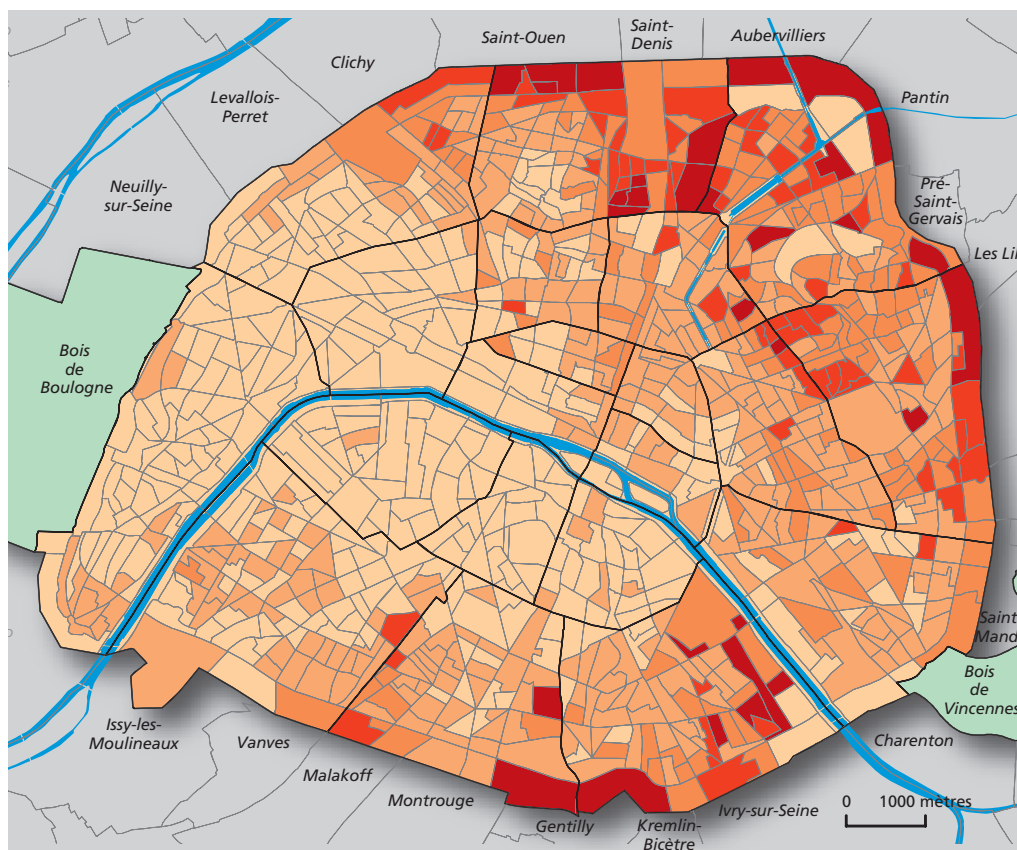 Saint-Ouen
Saint-
Denis
Aubervilliers
Clichy
Levallois-
Perret
Pantin
Neuilly-
sur-Seine
Pré-
Saint-
Gervais
Les Lil
Bois
de
Boulogne
Saint-
Mand
Bois
de
Vincennes
Issy-les-
Moulineaux
Vanves
Charenton
Malakoff
Montrouge
Gentilly
Kremlin-
Bicètre
Ivry-sur-Seine
0 1000 mètres